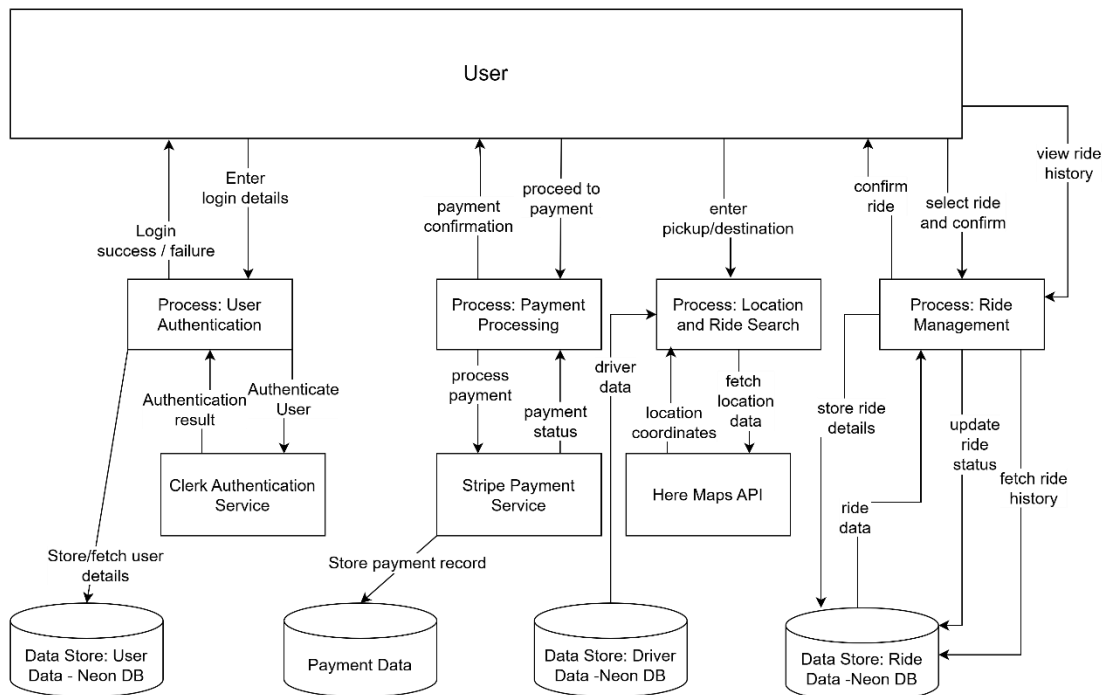 User
view ride
history
Enter
login details
Login
success / failure
payment
confirmation
proceed to
payment
enter
pickup/destination
confirm
ride
select ride
and confirm
Process: User
Authentication
Process: Payment
Processing
Process: Location
and Ride Search
Process: Ride
Management
Authentication
result
Authenticate
User
process
payment
payment
status
driver
data
location
coordinates
fetch
location
data
store ride
details
update
ride
status
fetch ride
history
ride
data
Clerk Authentication
Service
Stripe Payment
Service
Here Maps API
Store/fetch user
details
Store payment record
Data Store: User
Data - Neon DB
Payment Data
Data Store: Driver
Data -Neon DB
Data Store: Ride
Data - Neon DB